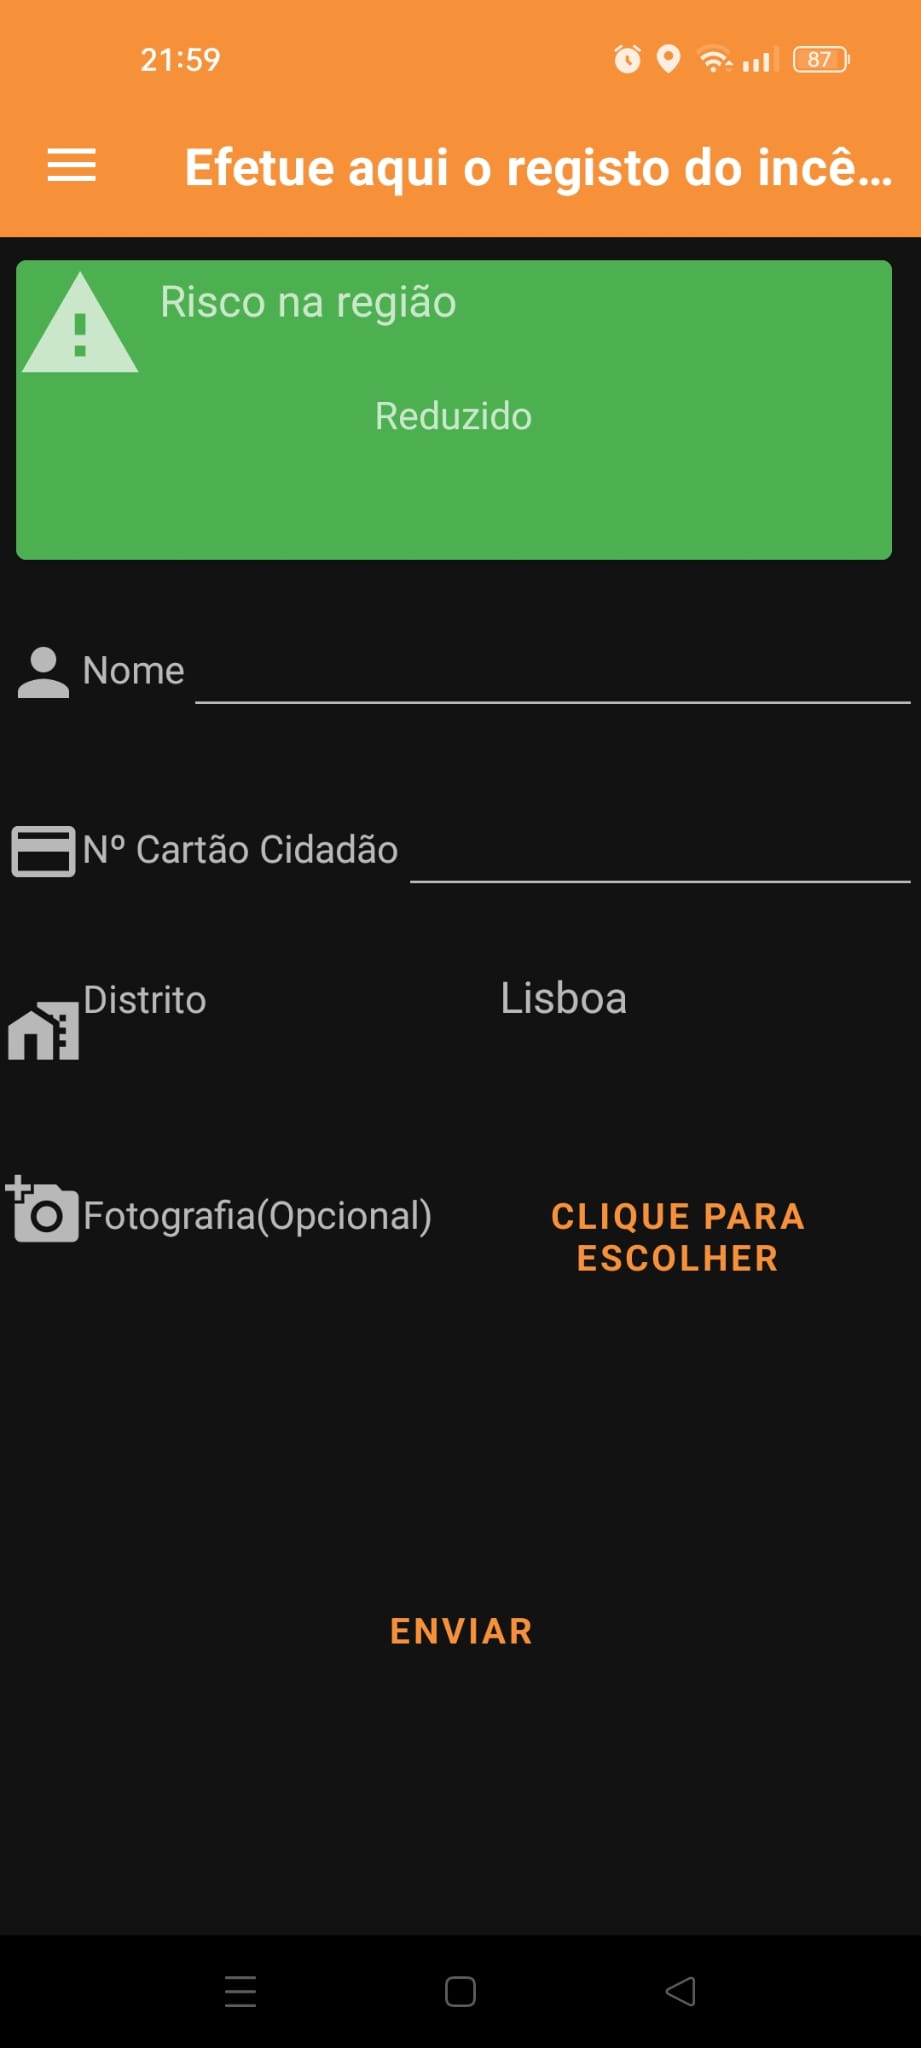 21:59
87
Efetue aqui o registo do incê...
Risco na região
Reduzido
Nome
Nº Cartão Cidadão
Distrito
Lisboa
Fotografia(Opcional)
CLIQUE PARA
ESCOLHER
ENVIAR